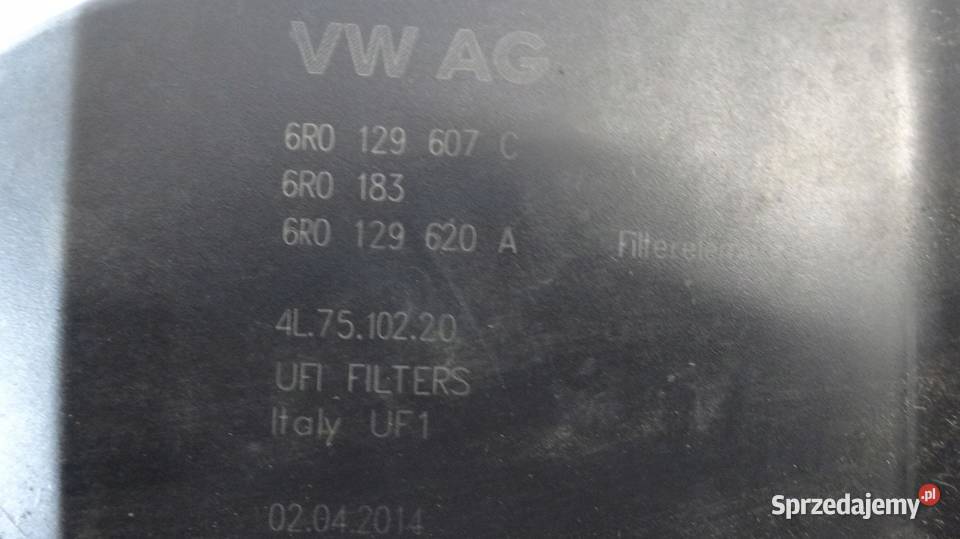 VW AG
6R0 129 607 C
6R0 183
6R0 129 620 A
4L.75.102.20
UFI FILTERS
Italy UF1
02.04.2014
Sprzedajemy.pl